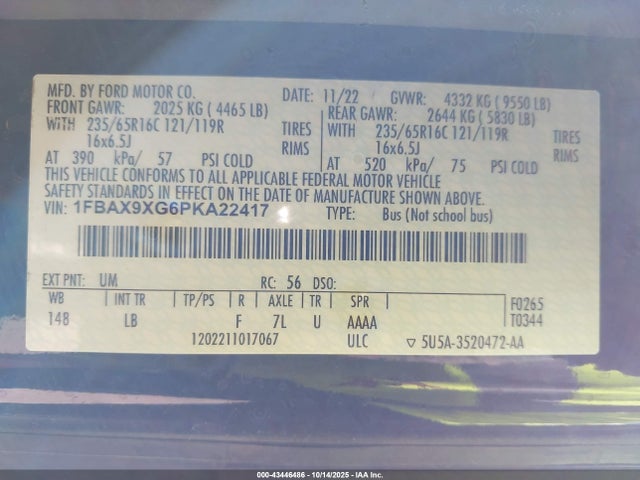 MFD. BY FORD MOTOR CO.
DATE: 11/22 GVWR: 4332 KG ( 9550 LB)
FRONT GAWR: 2025 KG ( 4465 LB)
REAR GAWR: 2644 KG ( 5830 LB)
WITH 235/65R16C 121/119R TIRES
WITH 235/65R16C 121/119R TIRES
16x6.5J RIMS
16x6.5J RIMS
AT 390 kPa/ 57 PSI COLD
AT 520 kPa/ 75 PSI COLD
THIS VEHICLE CONFORMS TO ALL APPLICABLE FEDERAL MOTOR VEHICLE
SAFETY STANDARDS IN EFFECT ON THE DATE OF MANUFACTURE SHOWN ABOVE.
VIN: 1FBAX9XG6PKA22417 TYPE: Bus (Not school bus)
EXT PNT: UM RC: 56 DSO:
WB INT TR TP/PS R AXLE TR SPR F0265
148 LB F 7L U AAAA T0344
1202211017067 ULC ▽ 5U5A-3520472-AA
000-43446486 - 10/14/2025 - IAA Inc.